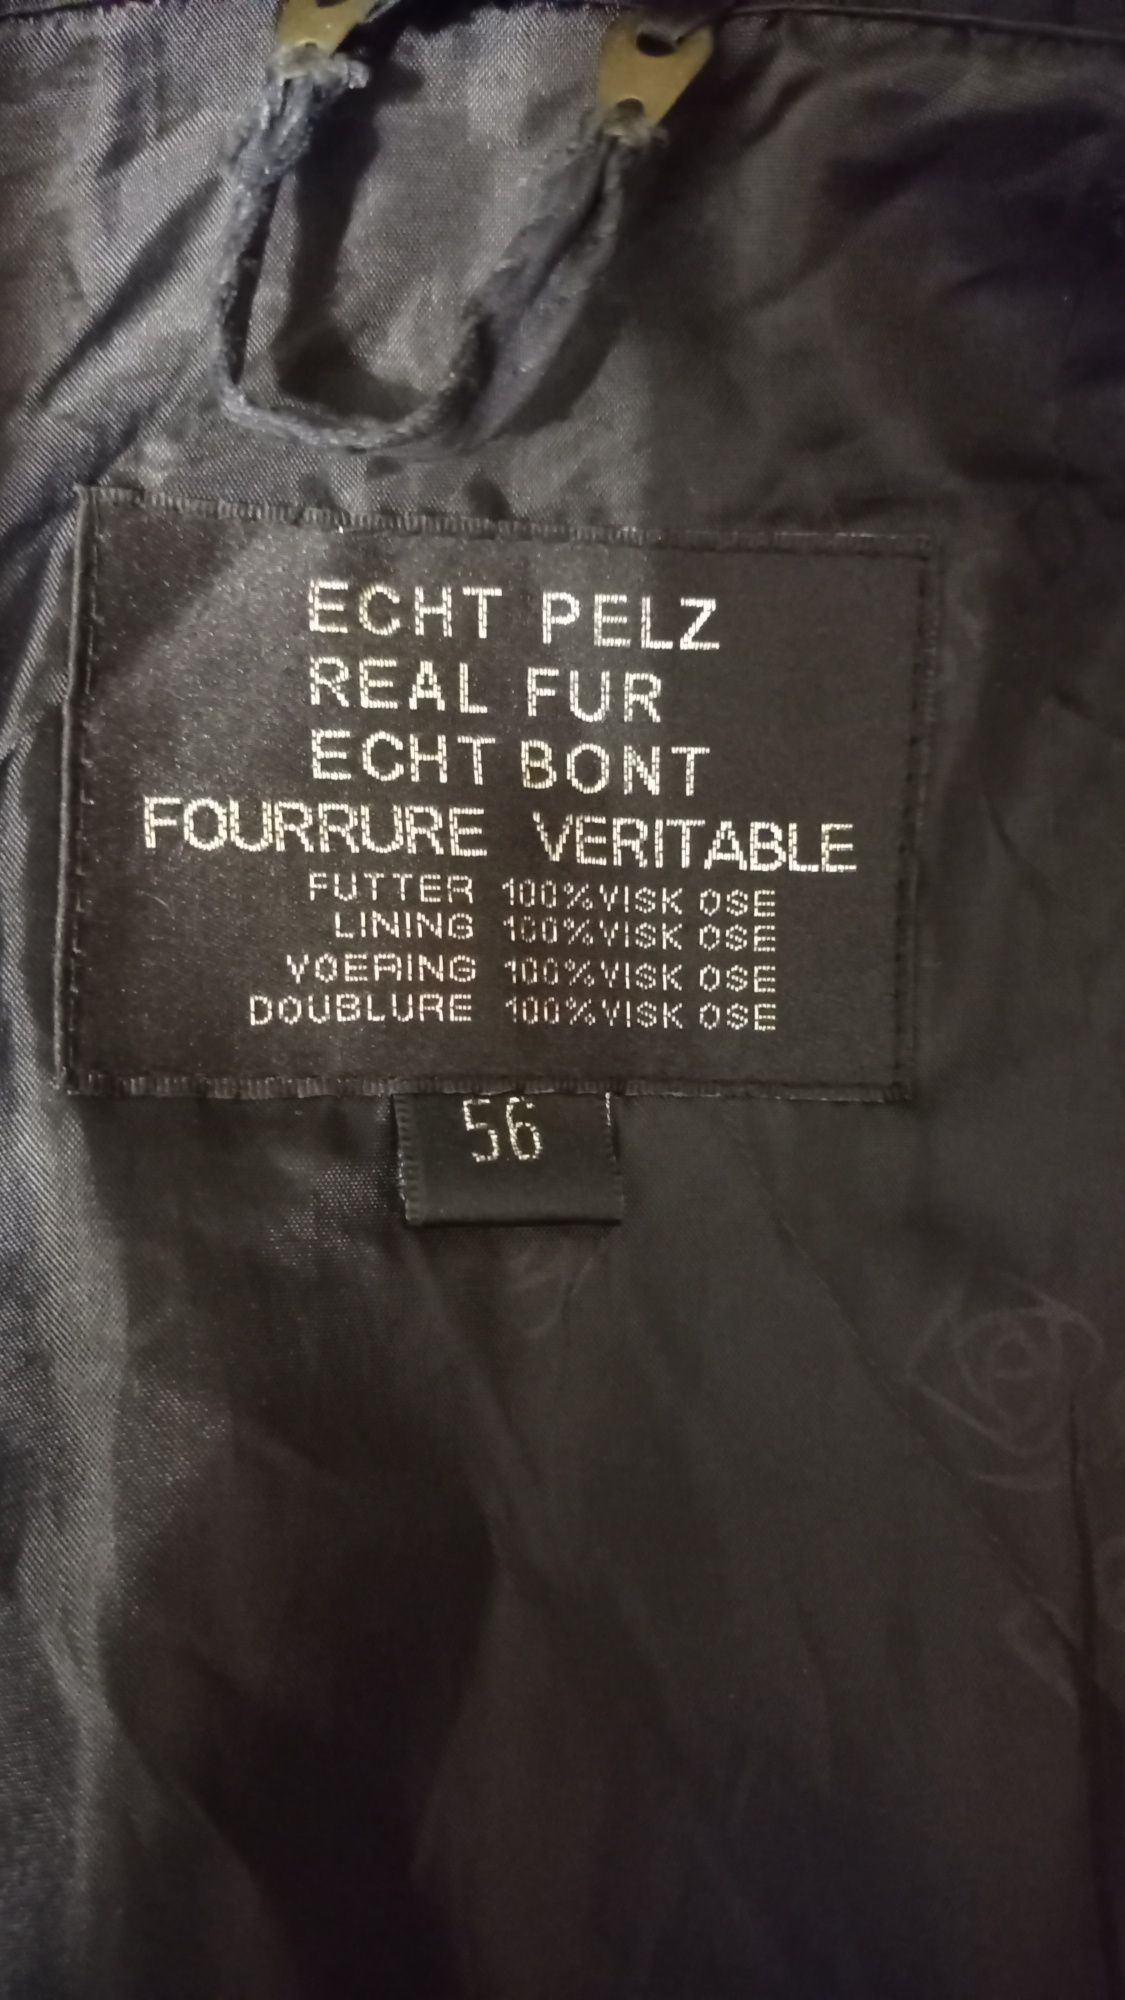 ECHT PELZ
REAL FUR
ECHT BONT
FOURRURE VERITABLE
FUTTER 100%VISK OSE
LINING 100%VISK OSE
VOERING 100%VISK OSE
DOUBLURE 100%VISK OSE
56